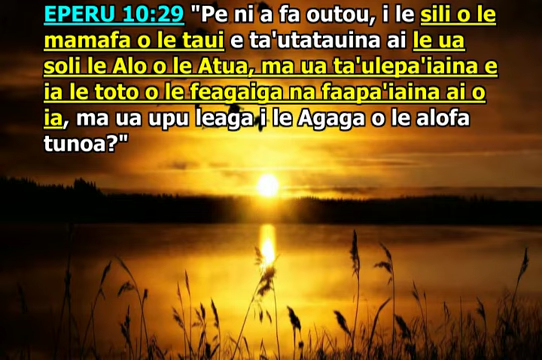 EPERU 10:29 "Pe ni a fa outou, i le sili o le
mamafa o le taui e ta'utatauina ai le ua
soli le Alo o le Atua, ma ua ta'ulepa'iaina e
ia le toto o le feagaiga na faapa'iaina ai o
ia, ma ua upu leaga i le Agaga o le alofa
tunoa?"